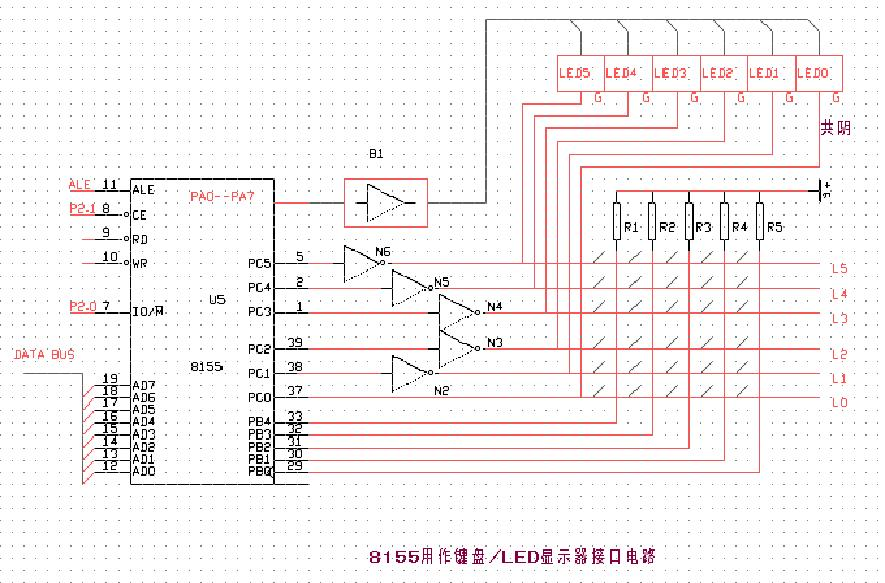 LED5 LED4 LED3 LED2 LED1 LED0
G G G G G G
共阴
B1
ALE 11 ALE
PA0--PA7
P2.1 8 CE
9 RD
10 WR
R1 R2 R3 R4 R5
N6
PC5 5
L5
PC4 2
N5
L4
P2.0 7 IO/M
U5
PC3 1
N4
L3
PC2 39
N3
L2
DATA BUS
8155
PC1 38
N2
L1
PC0 37
L0
19 AD7
18 AD6
17 AD5
16 AD4
15 AD3
14 AD2
13 AD1
12 AD0
PB4 33
PB3 32
PB2 31
PB1 30
PB0 29
8155用作键盘/LED显示器接口电路